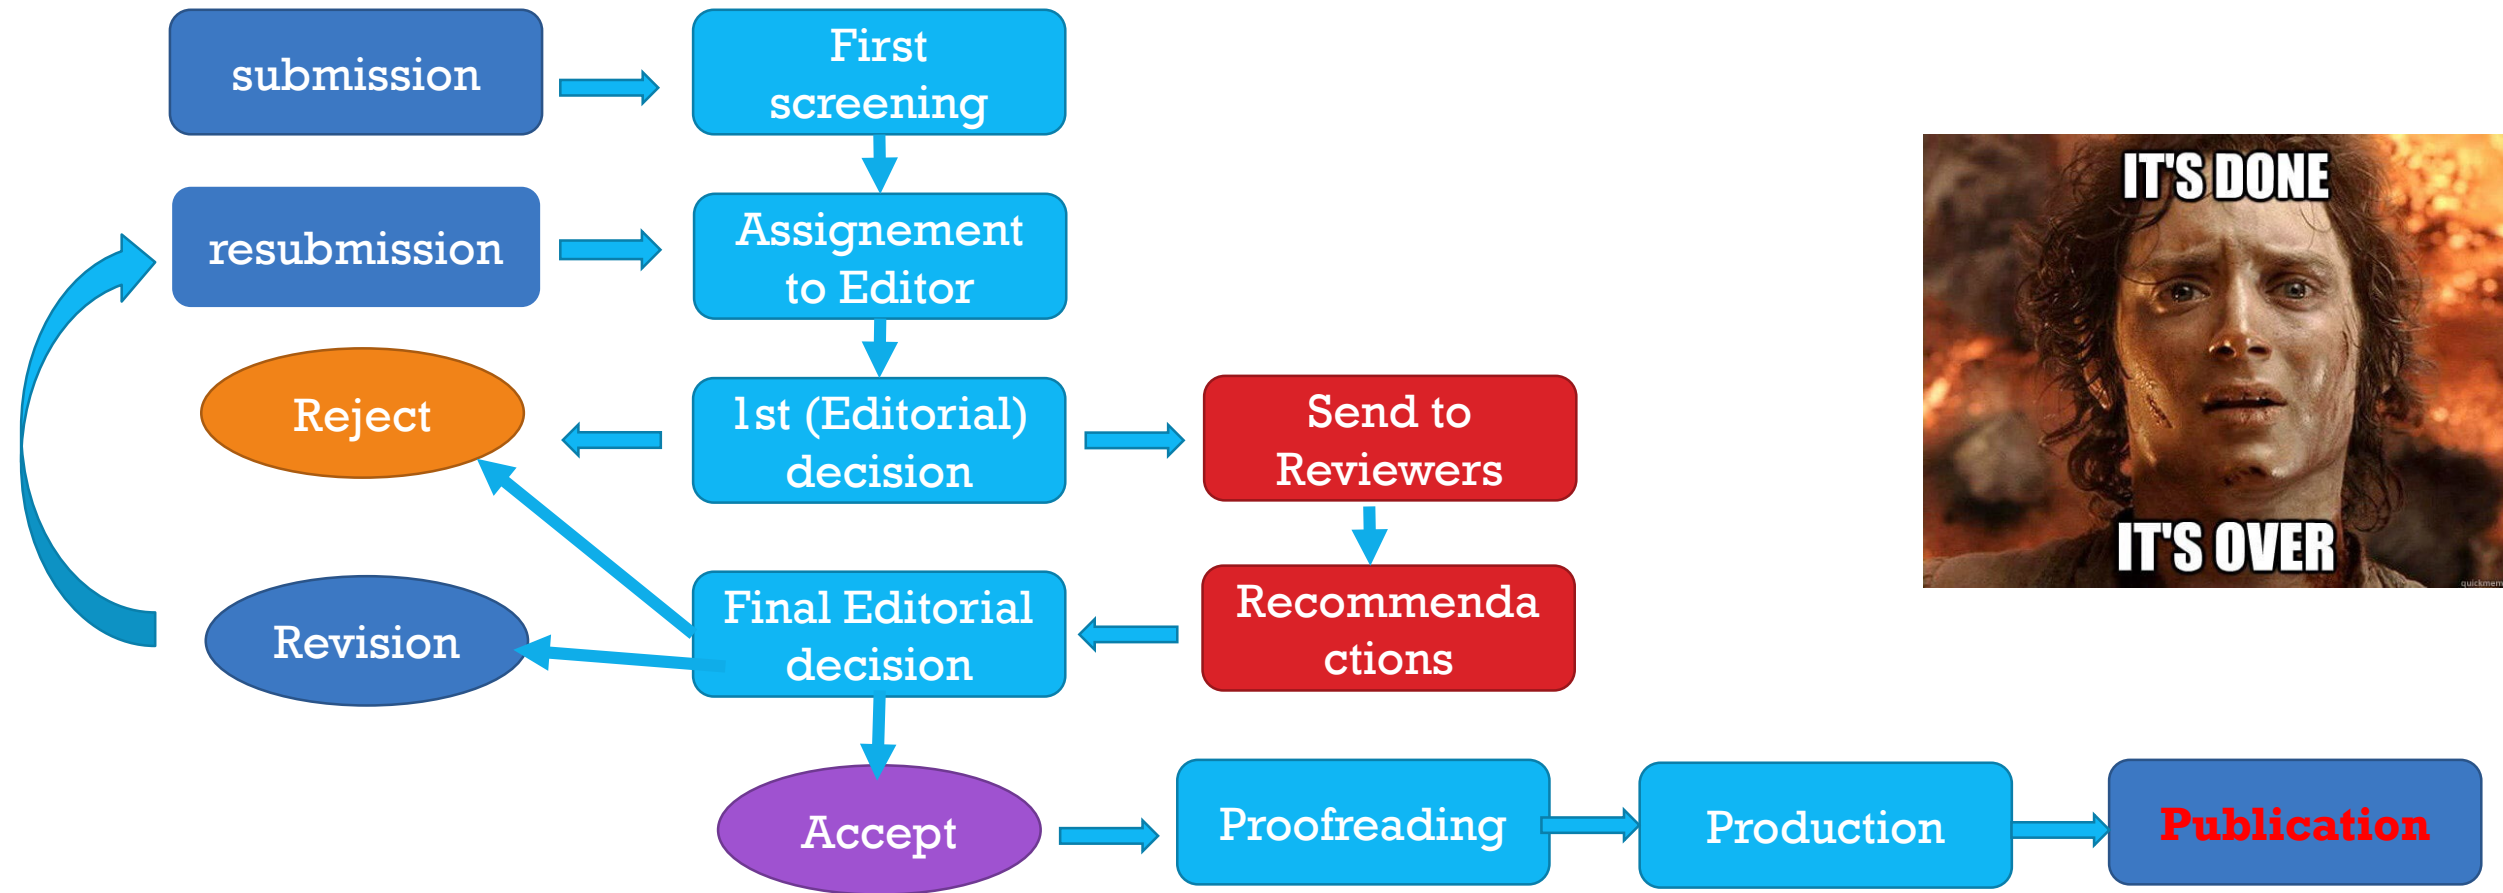 submission
First
screening
resubmission
Assignement
to Editor
Reject
1st (Editorial)
decision
Send to
Reviewers
Revision
Final Editorial
decision
Recommenda
ctions
Accept
Proofreading
Production
Publication
IT'S DONE
IT'S OVER
quickmem